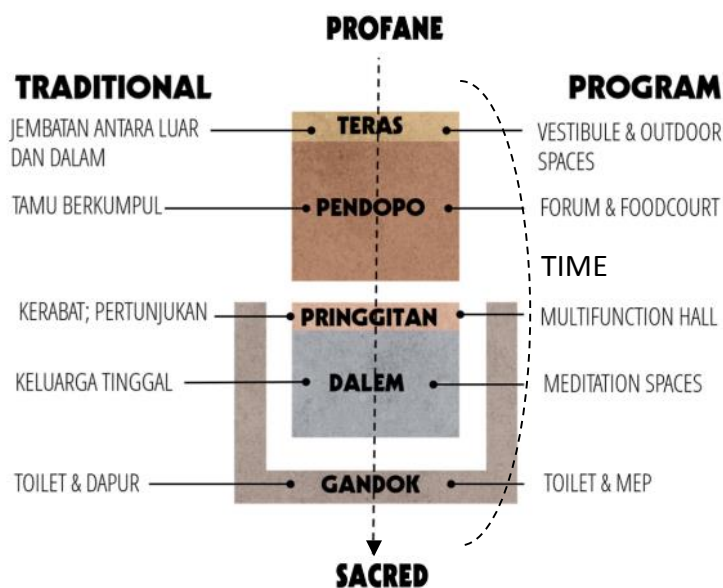 PROFANE
TRADITIONAL
PROGRAM
JEMBATAN ANTARA LUAR
DAN DALAM
TERAS
VESTIBULE & OUTDOOR
SPACES
TAMU BERKUMPUL
PENDOPO
FORUM & FOODCOURT
TIME
KERABAT; PERTUNJUKAN
PRINGGITAN
MULTIFUNCTION HALL
KELUARGA TINGGAL
DALEM
MEDITATION SPACES
TOILET & DAPUR
GANDOK
TOILET & MEP
SACRED